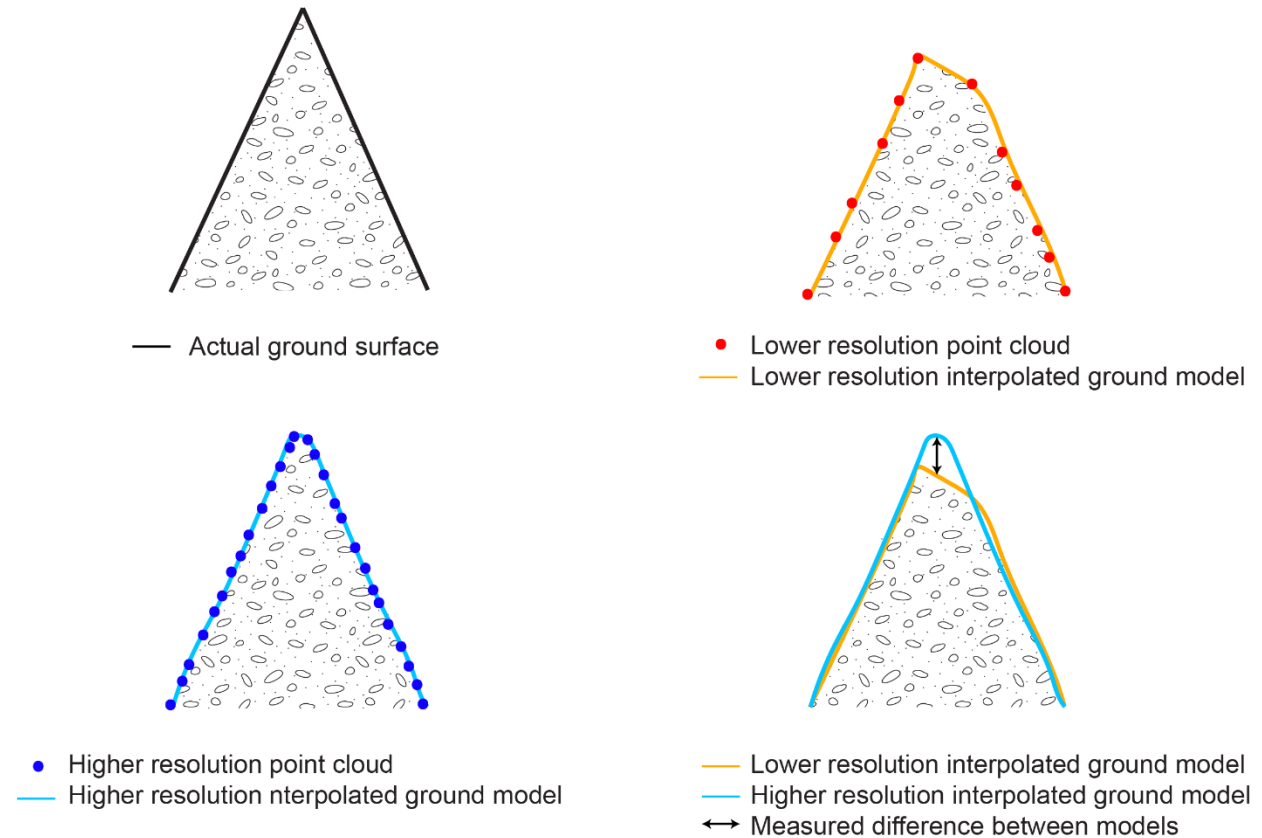 Actual ground surface
Lower resolution point cloud
Lower resolution interpolated ground model
Higher resolution point cloud
Higher resolution nterpolated ground model
Lower resolution interpolated ground model
Higher resolution interpolated ground model
Measured difference between models